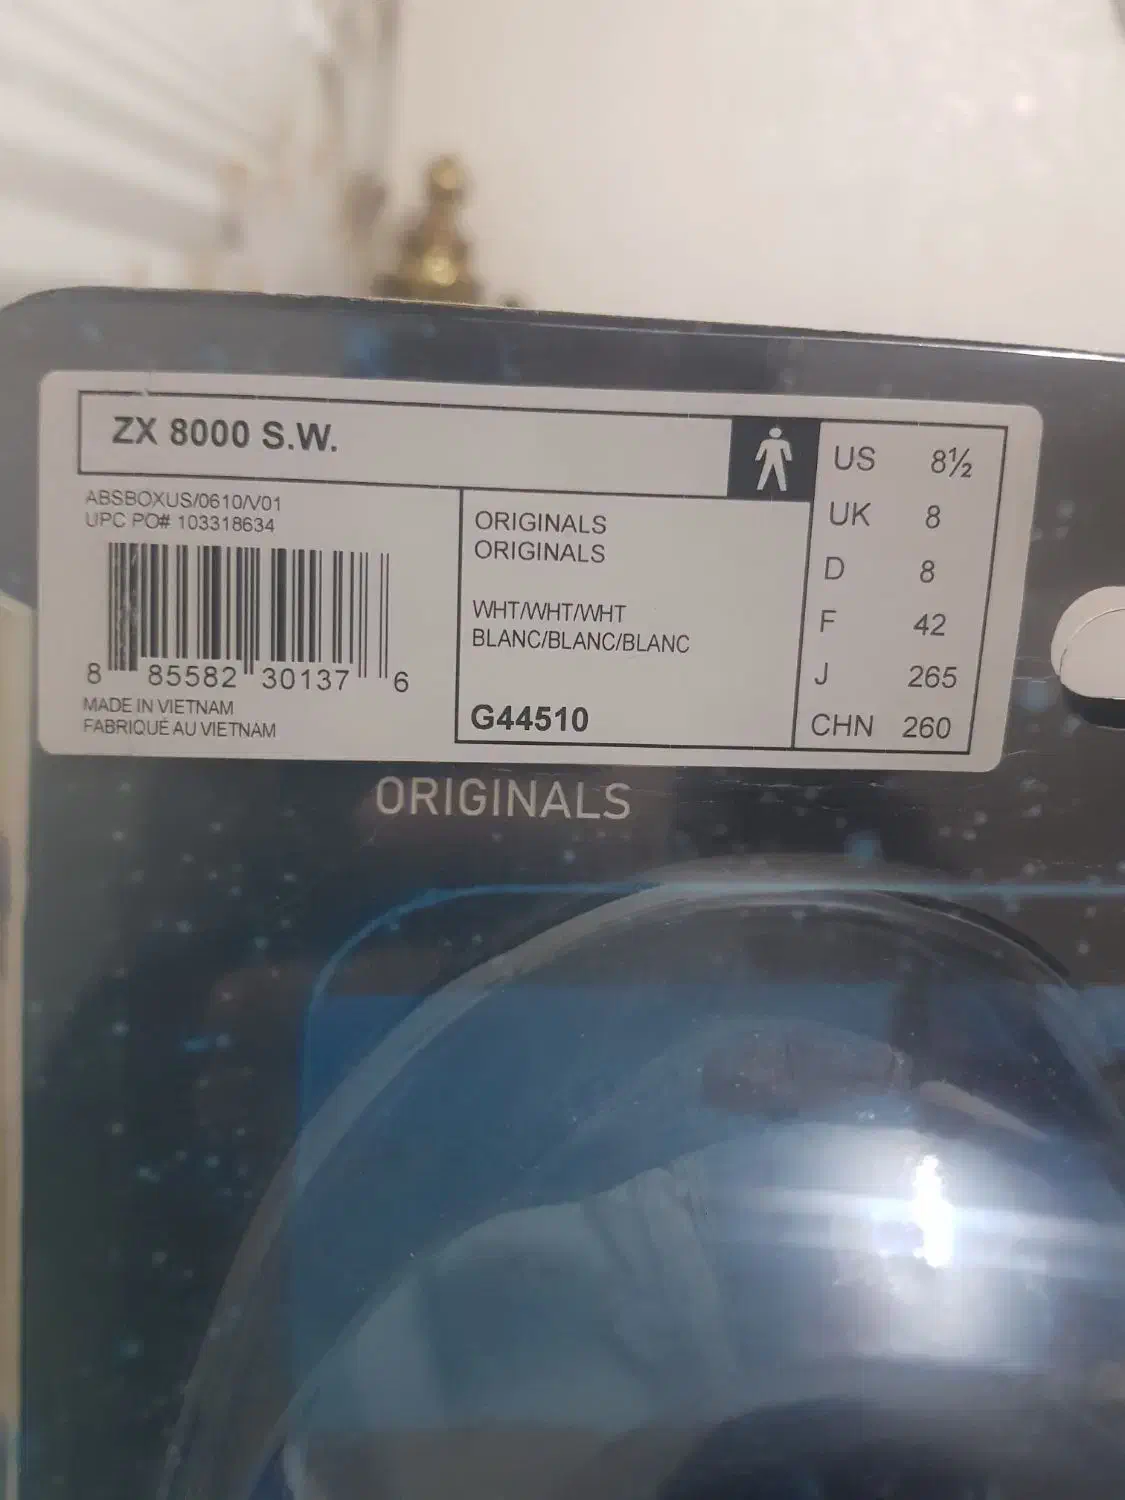 ZX 8000 S.W.
ABSBOXUS/0610/V01
UPC PO# 103318634
8 85582 30137 6
MADE IN VIETNAM
FABRIQUÉ AU VIETNAM
ORIGINALS
ORIGINALS
WHT/WHT/WHT
BLANC/BLANC/BLANC
G44510
US 8½
UK 8
D 8
F 42
J 265
CHN 260
ORIGINALS